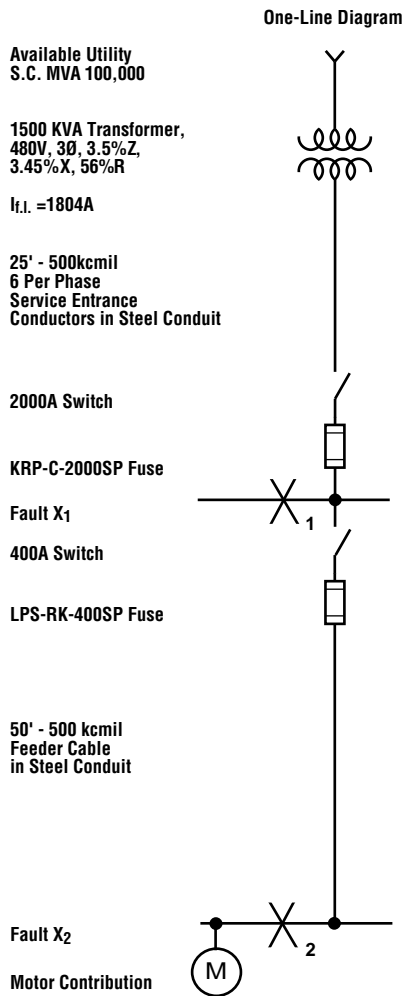 One-Line Diagram
Available Utility
S.C. MVA 100,000
1500 KVA Transformer,
480V, 3Ø, 3.5%Z,
3.45%X, 56%R
If.l. =1804A
25' - 500kcmil
6 Per Phase
Service Entrance
Conductors in Steel Conduit
2000A Switch
KRP-C-2000SP Fuse
Fault X1
1
400A Switch
LPS-RK-400SP Fuse
50' - 500 kcmil
Feeder Cable
in Steel Conduit
Fault X2
2
Motor Contribution
M